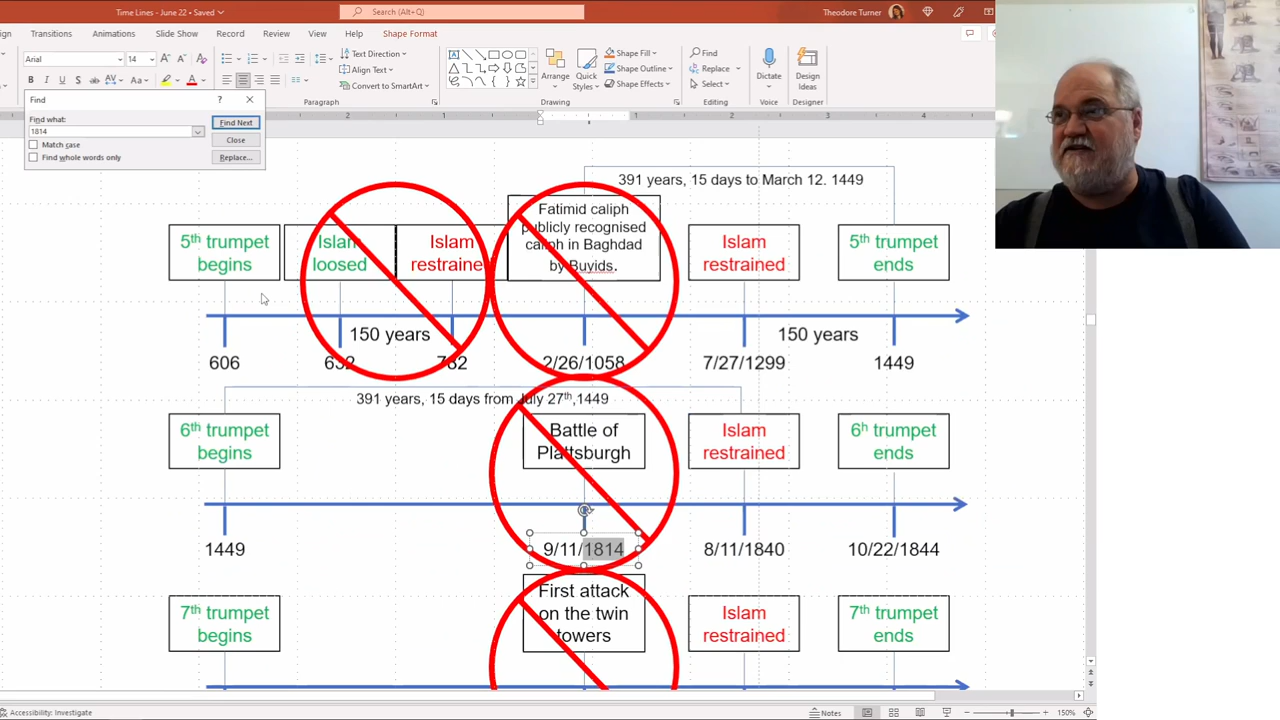 Time Lines - June 22 • Saved
Search (Alt+Q)
Theodore Turner
Transitions
Animations
Slide Show
Record
Review
View
Help
Shape Format
Arial
14
Text Direction
Align Text
Convert to SmartArt
Arrange
Quick
Styles
Shape Fill
Shape Outline
Shape Effects
Find
Replace
Select
Dictate
Design
Ideas
Paragraph
Drawing
Editing
Voice
Designer
Find
Find what:
1814
Match case
Find whole words only
Find Next
Close
Replace...
391 years, 15 days to March 12. 1449
5th trumpet
begins
Islam
loosed
Islam
restrained
Fatimid caliph
publicly recognised
caliph in Baghdad
by Buyids.
Islam
restrained
5th trumpet
ends
150 years
150 years
606
632
782
2/26/1058
7/27/1299
1449
391 years, 15 days from July 27th,1449
6th trumpet
begins
Battle of
Plattsburgh
Islam
restrained
6h trumpet
ends
1449
9/11/1814
8/11/1840
10/22/1844
7th trumpet
begins
First attack
on the twin
towers
Islam
restrained
7th trumpet
ends
Accessibility: Investigate
Notes
150%